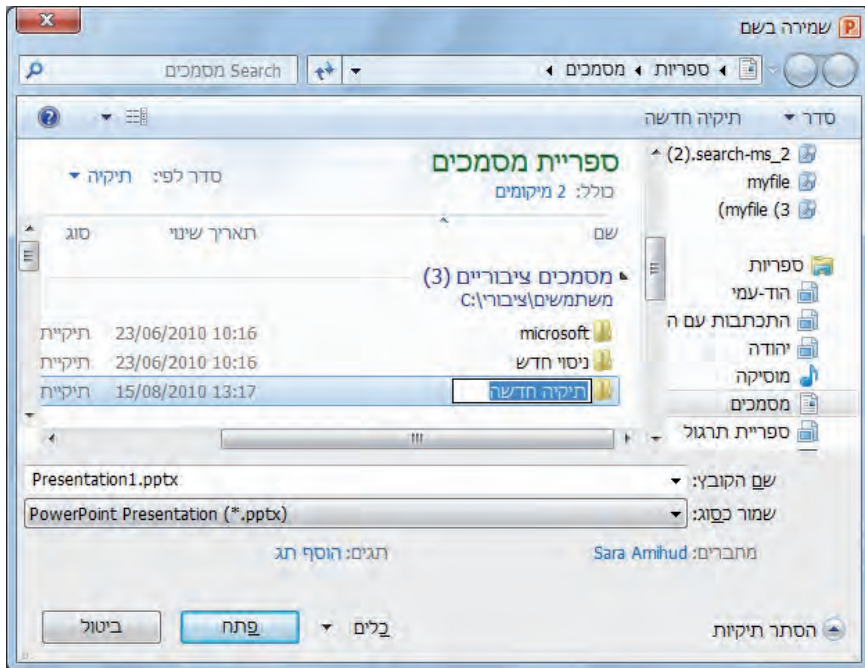 שמירה בשם
ספריות מסמכים
Search מסמכים
סדר תיקיה חדשה
(2).search-ms_2
myfile
(myfile (3
ספריות
הוד-עמי
התכתבות עם ה
יהודה
מוסיקה
מסמכים
ספריית תרגול
ספריית מסמכים
כולל: 2 מיקומים
סדר לפי: תיקיה
שם תאריך שינוי סוג
מסמכים ציבוריים (3)
משתמשים\ציבורי\:C
microsoft 23/06/2010 10:16 תיקיית
ניסוי חדש 23/06/2010 10:16 תיקיית
תיקיה חדשה 15/08/2010 13:17 תיקיית
שם הקובץ: Presentation1.pptx
שמור כסוג: PowerPoint Presentation (*.pptx)
מחברים: Sara Amihud תגים: הוסף תג
הסתר תיקיות כלים פתח ביטול